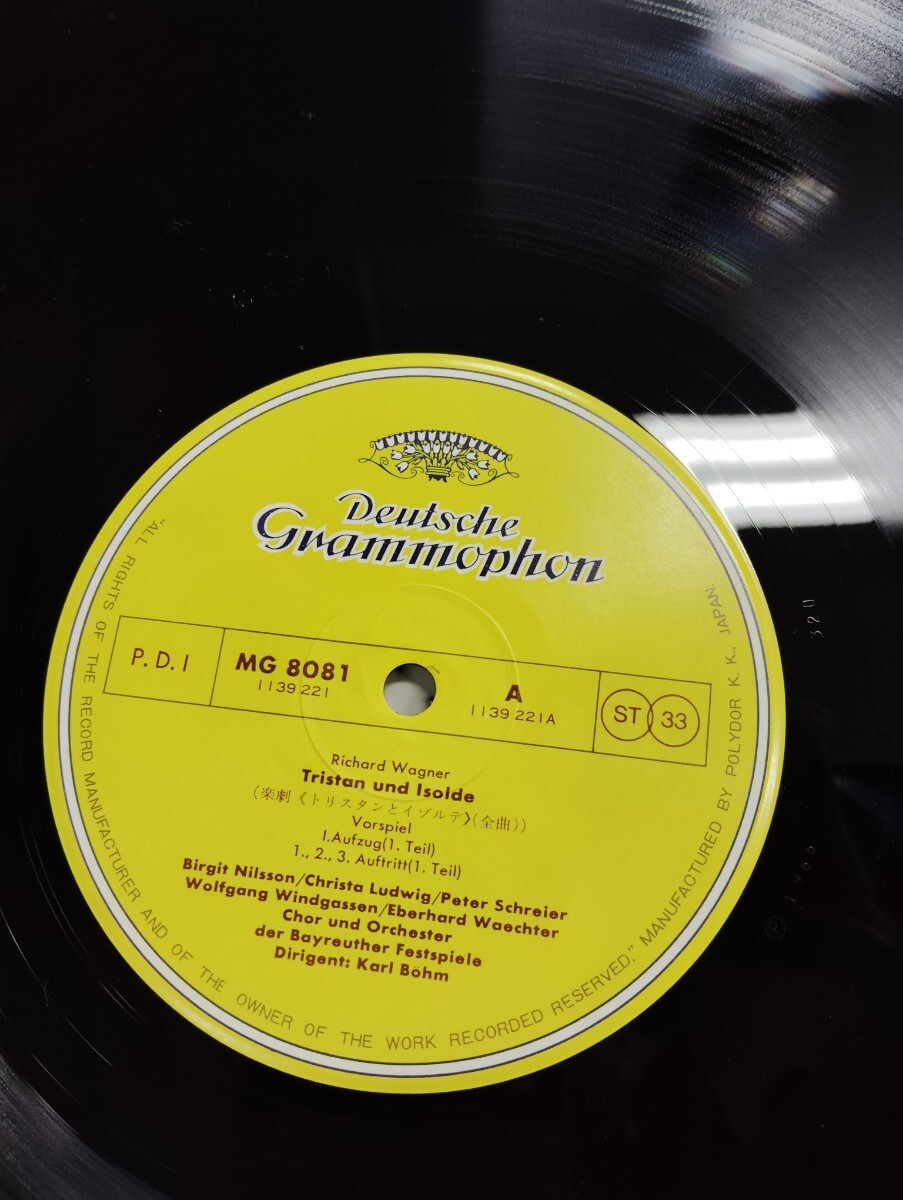 Deutsche
Grammophon
P.D.I
MG 8081
1139 221
A
1139 221A
ST 33
Richard Wagner
Tristan und Isolde
(楽劇《トリスタンとイゾルテ》(全曲))
Vorspiel
I.Aufzug(1. Teil)
1., 2., 3. Auftritt(1. Teil)
Birgit Nilsson/Christa Ludwig/Peter Schreier
Wolfgang Windgassen/Eberhard Waechter
Chor und Orchester
der Bayreuther Festspiele
Dirigent: Karl Böhm
"ALL RIGHTS OF THE RECORD MANUFACTURER AND OF THE OWNER OF THE WORK RECORDED RESERVED." MANUFACTURED BY POLYDOR K. K., JAPAN.
320